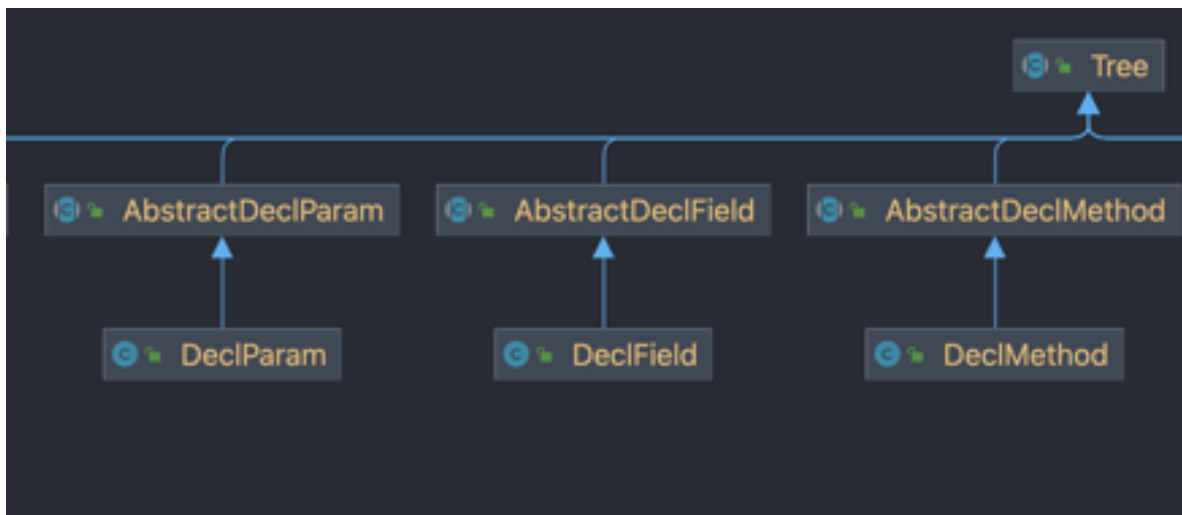 Tree
AbstractDeclParam
AbstractDeclField
AbstractDeclMethod
DeclParam
DeclField
DeclMethod